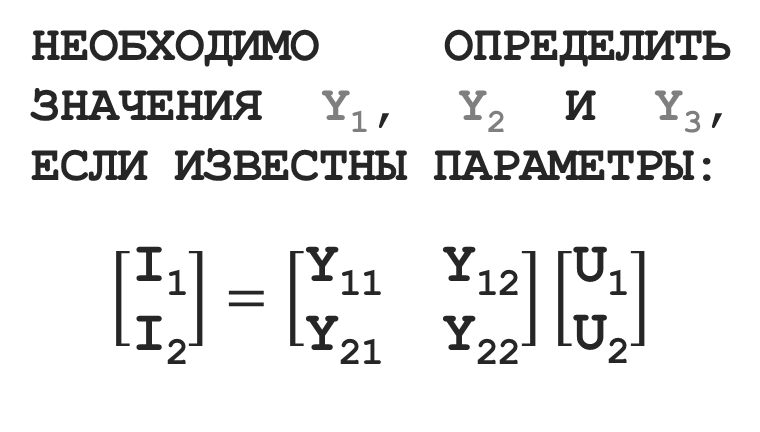 НЕОБХОДИМО ОПРЕДЕЛИТЬ
ЗНАЧЕНИЯ Y₁, Y₂ И Y₃,
ЕСЛИ ИЗВЕСТНЫ ПАРАМЕТРЫ:
[I₁] = [Y₁₁ Y₁₂] [U₁]
[I₂] [Y₂₁ Y₂₂] [U₂]